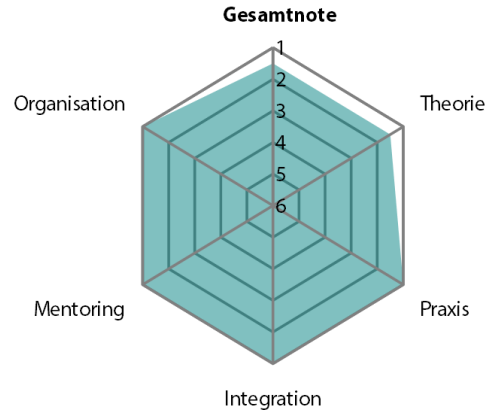 Gesamtnote
1
2
3
4
5
6
Organisation
Theorie
Mentoring
Praxis
Integration